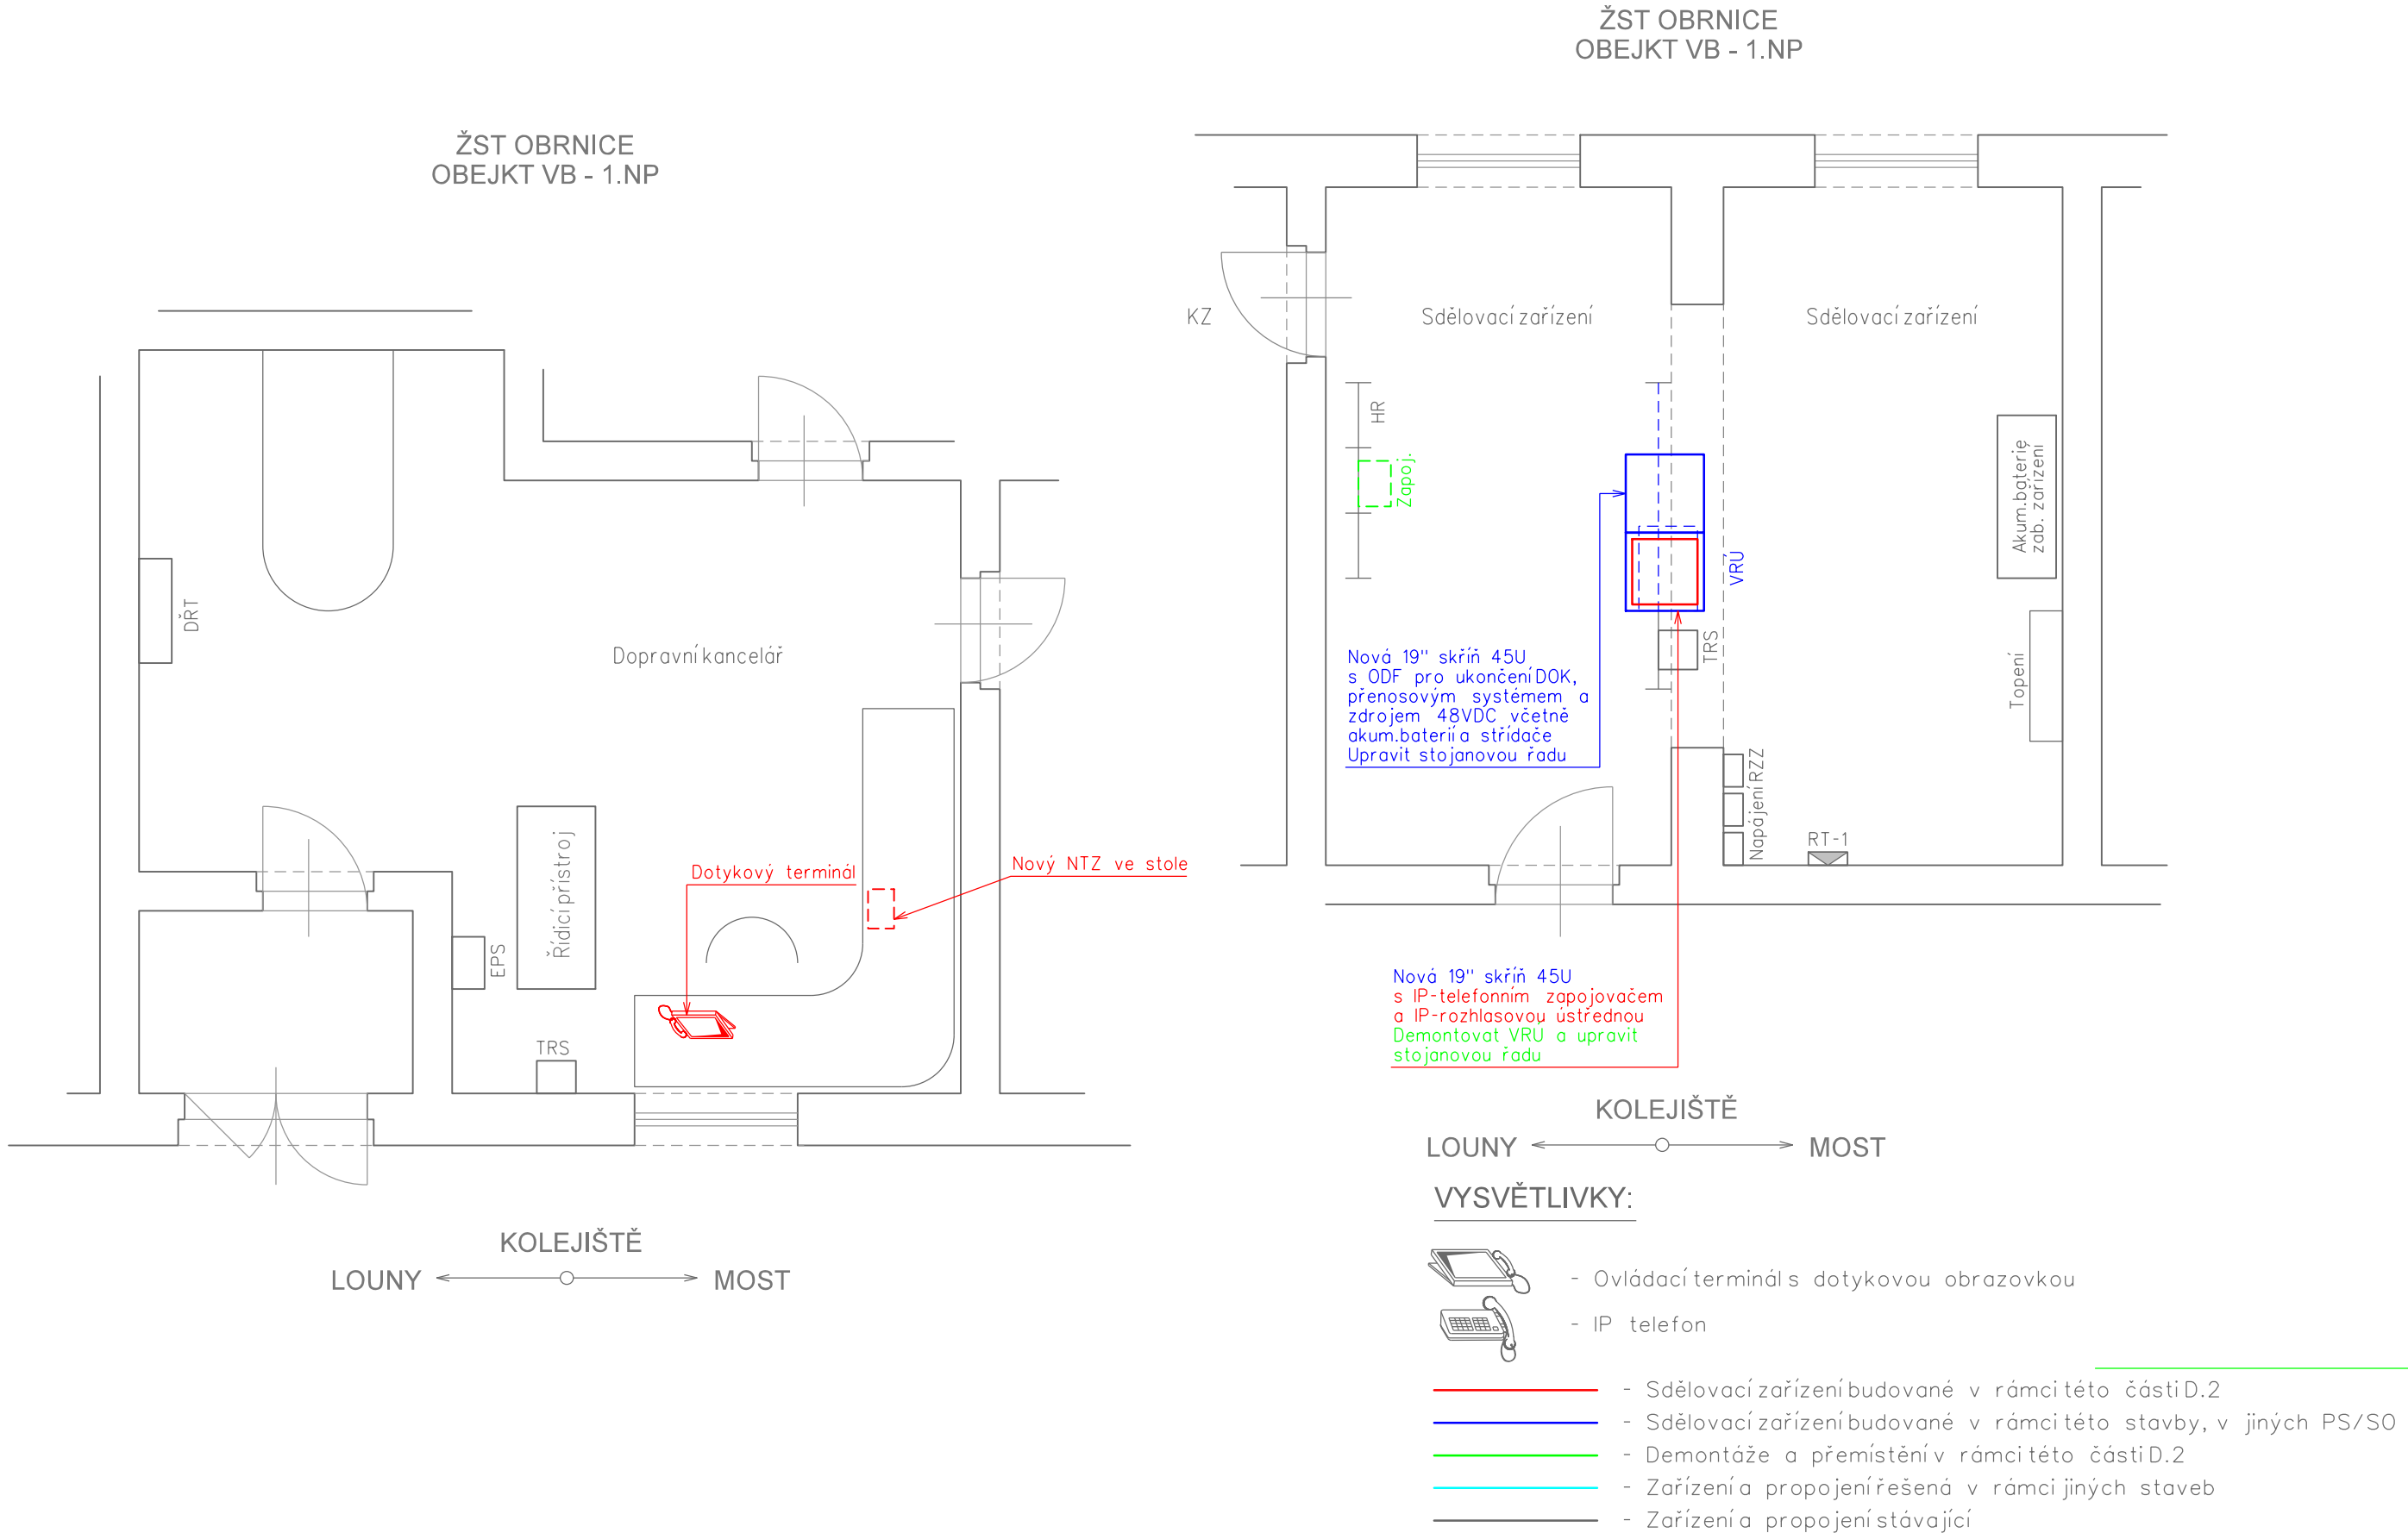 ŽST OBRNICE
OBEJKT VB - 1.NP
DŘT
Dopravní kancelář
Řídicí přístroj
EPS
TRS
Dotykový terminál
Nový NTZ ve stole
KOLEJIŠTĚ
LOUNY
MOST
ŽST OBRNICE
OBEJKT VB - 1.NP
KZ
Sdělovací zařízení
Sdělovací zařízení
HR
Zapoj.
VRÚ
TRS
Akum.baterie
zab. zařízení
Topení
Nová 19" skříň 45U
s ODF pro ukončení DOK,
přenosovým systémem a
zdrojem 48VDC včetně
akum.baterií a střídače
Upravit stojanovou řadu
Napájení RZZ
RT-1
Nová 19" skříň 45U
s IP-telefonním zapojovačem
a IP-rozhlasovou ústřednou
Demontovat VRÚ a upravit
stojanovou řadu
KOLEJIŠTĚ
LOUNY
MOST
VYSVĚTLIVKY:
- Ovládací terminál s dotykovou obrazovkou
- IP telefon
- Sdělovací zařízení budované v rámci této části D.2
- Sdělovací zařízení budované v rámci této stavby, v jiných PS/SO
- Demontáže a přemístění v rámci této části D.2
- Zařízení a propojení řešená v rámci jiných staveb
- Zařízení a propojení stávající